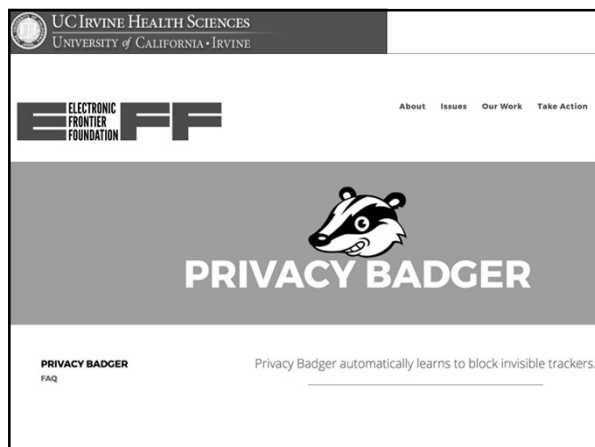 UC IRVINE HEALTH SCIENCES
UNIVERSITY of CALIFORNIA • IRVINE
ELECTRONIC
FRONTIER
FOUNDATION
EFF
About Issues Our Work Take Action
PRIVACY BADGER
PRIVACY BADGER
FAQ
Privacy Badger automatically learns to block invisible trackers.